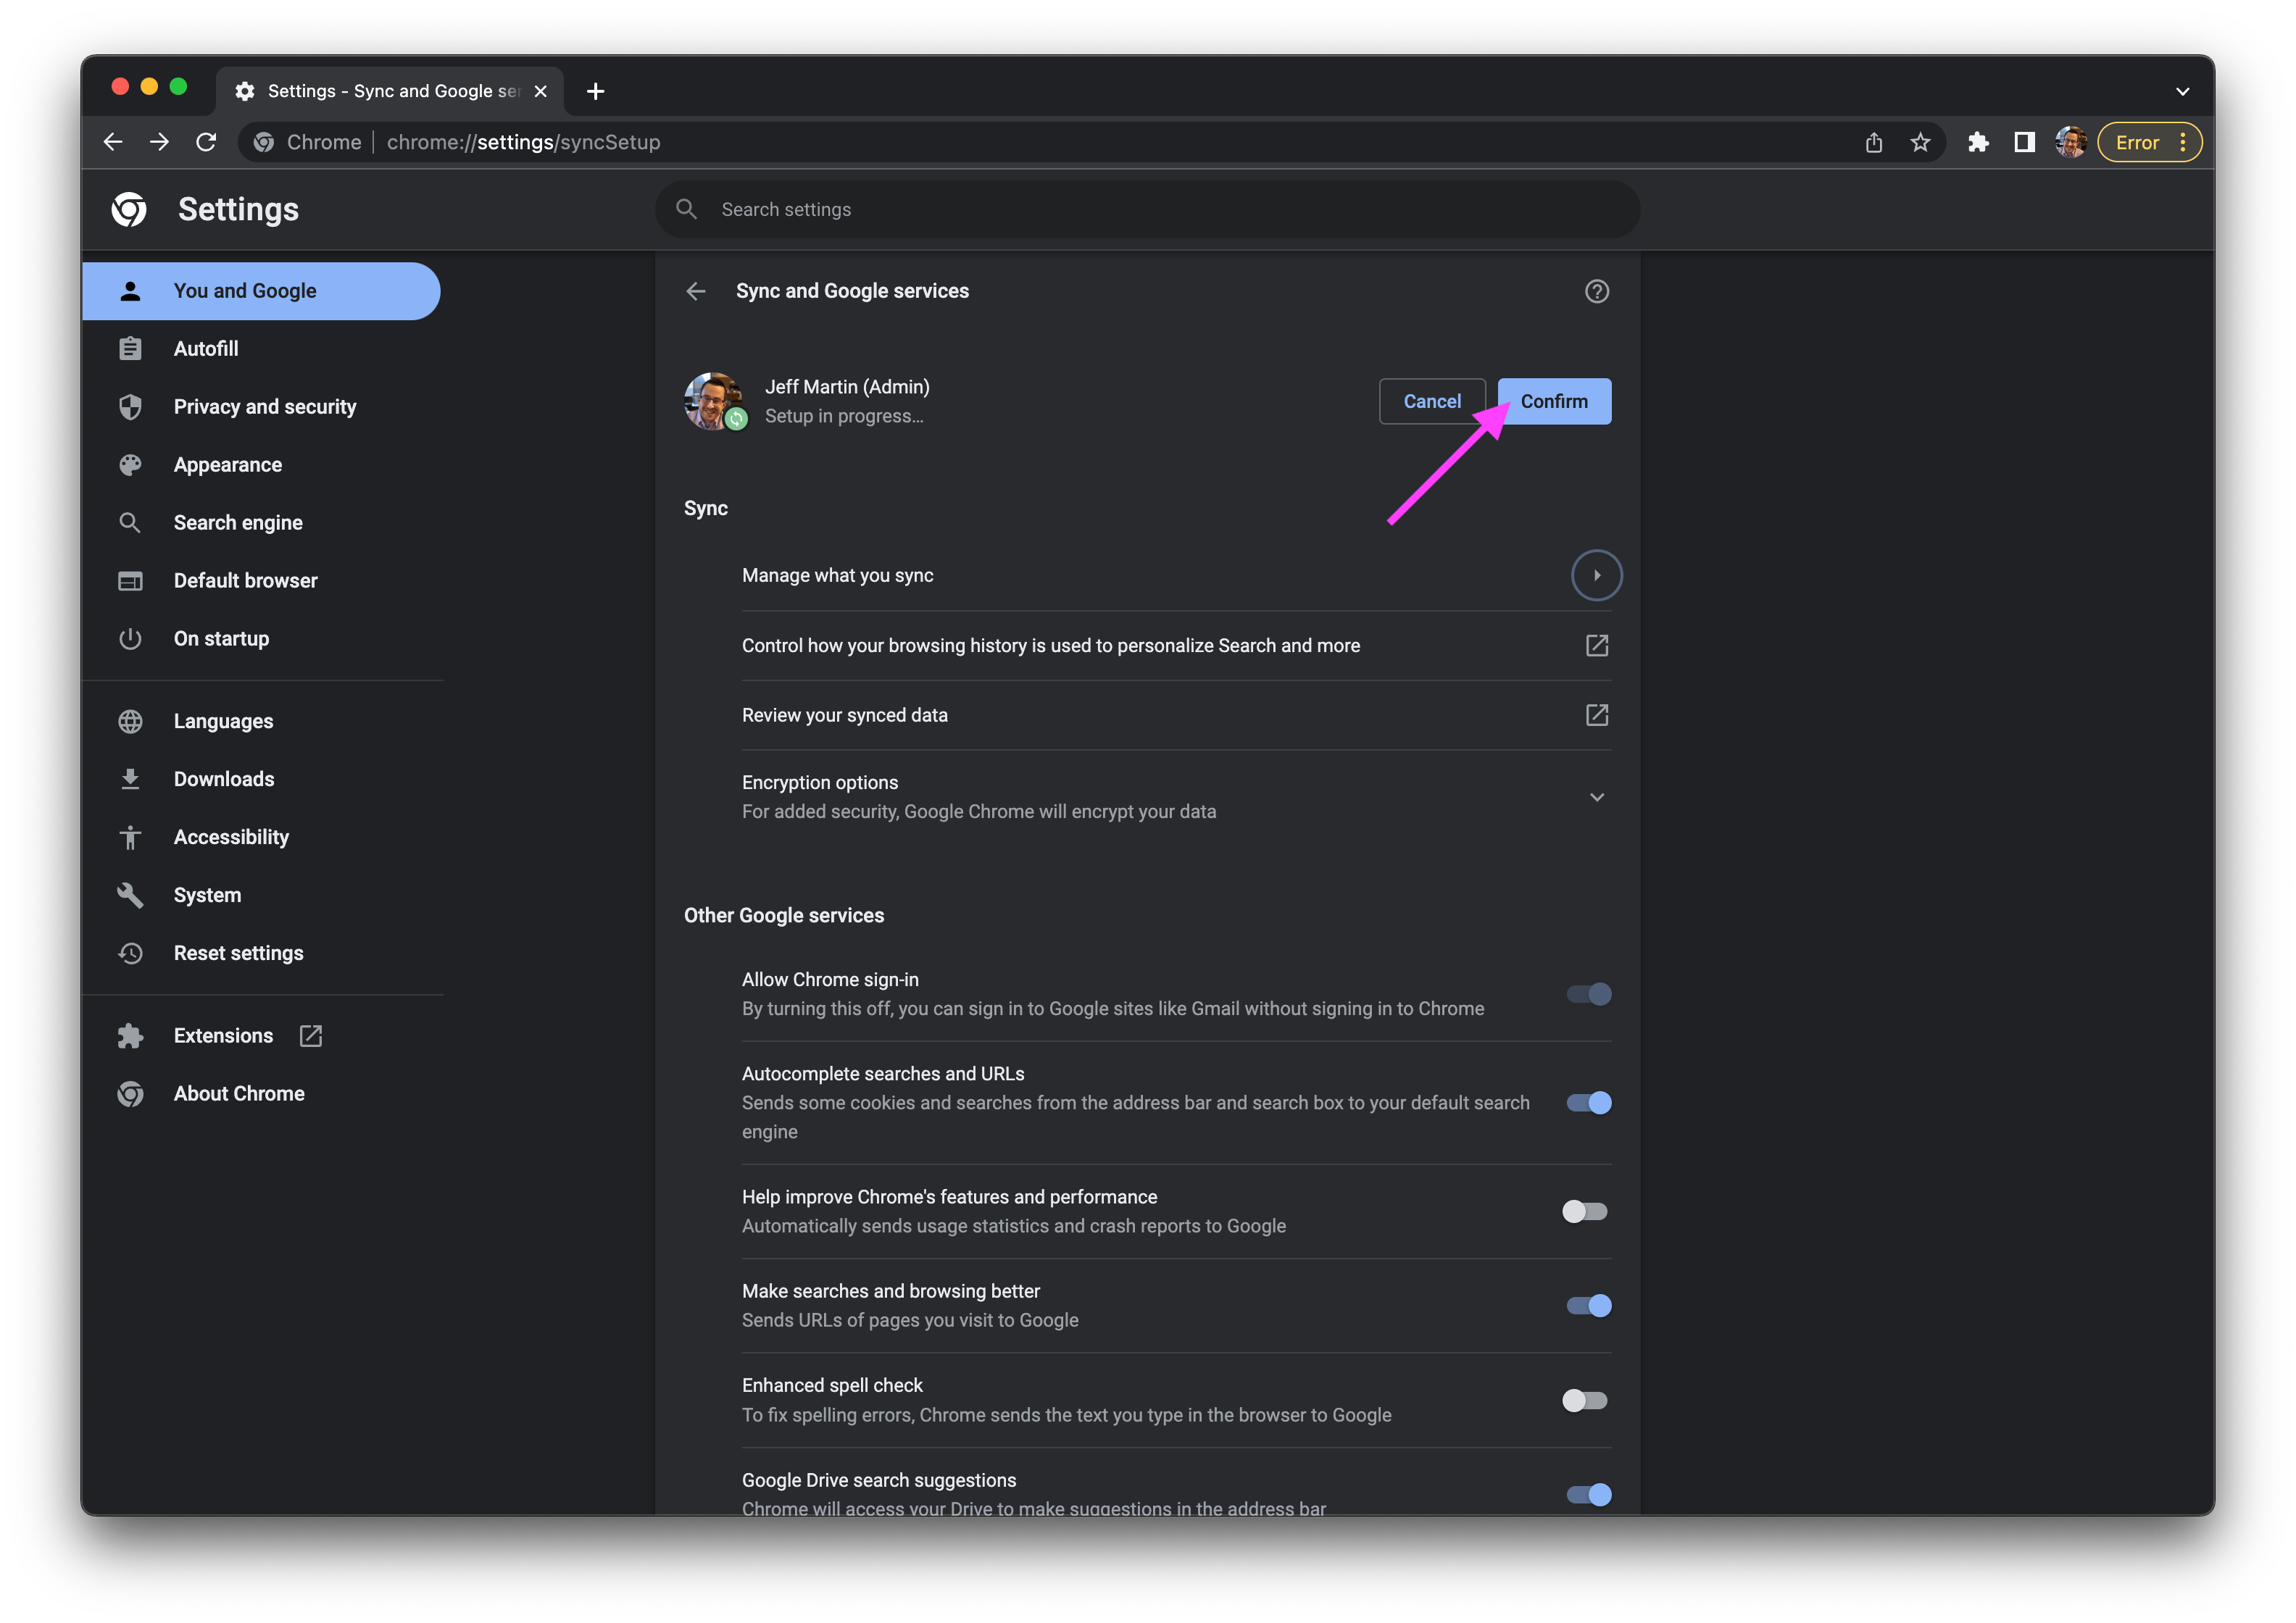 Settings - Sync and Google ser
Chrome
chrome://settings/syncSetup
Error
Settings
Search settings
You and Google
Autofill
Privacy and security
Appearance
Search engine
Default browser
On startup
Languages
Downloads
Accessibility
System
Reset settings
Extensions
About Chrome
Sync and Google services
Jeff Martin (Admin)
Setup in progress...
Cancel
Confirm
Sync
Manage what you sync
Control how your browsing history is used to personalize Search and more
Review your synced data
Encryption options
For added security, Google Chrome will encrypt your data
Other Google services
Allow Chrome sign-in
By turning this off, you can sign in to Google sites like Gmail without signing in to Chrome
Autocomplete searches and URLs
Sends some cookies and searches from the address bar and search box to your default search
engine
Help improve Chrome's features and performance
Automatically sends usage statistics and crash reports to Google
Make searches and browsing better
Sends URLs of pages you visit to Google
Enhanced spell check
To fix spelling errors, Chrome sends the text you type in the browser to Google
Google Drive search suggestions
Chrome will access your Drive to make suggestions in the address bar